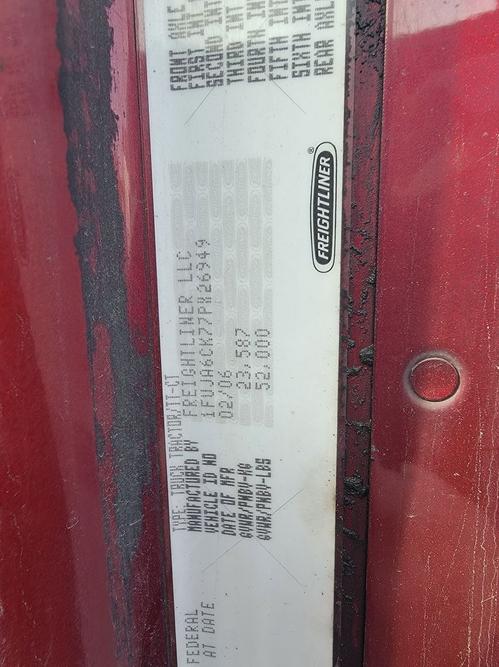 FEDERAL
AT DATE
TYPE: TRUCK TRACTOR/TT-CT
MANUFACTURED BY FREIGHTLINER LLC
VEHICLE ID NO 1FUJA6CK77PW26949
DATE OF MFR 02/06
GVWR/PNBV-KG 23,587
GVWR/PNBV-LBS 52,000
FRONT AXLE
FIRST INT
SECOND INT
THIRD INT
FOURTH INT
FIFTH INT
SIXTH INT
REAR AXL
FREIGHTLINER®